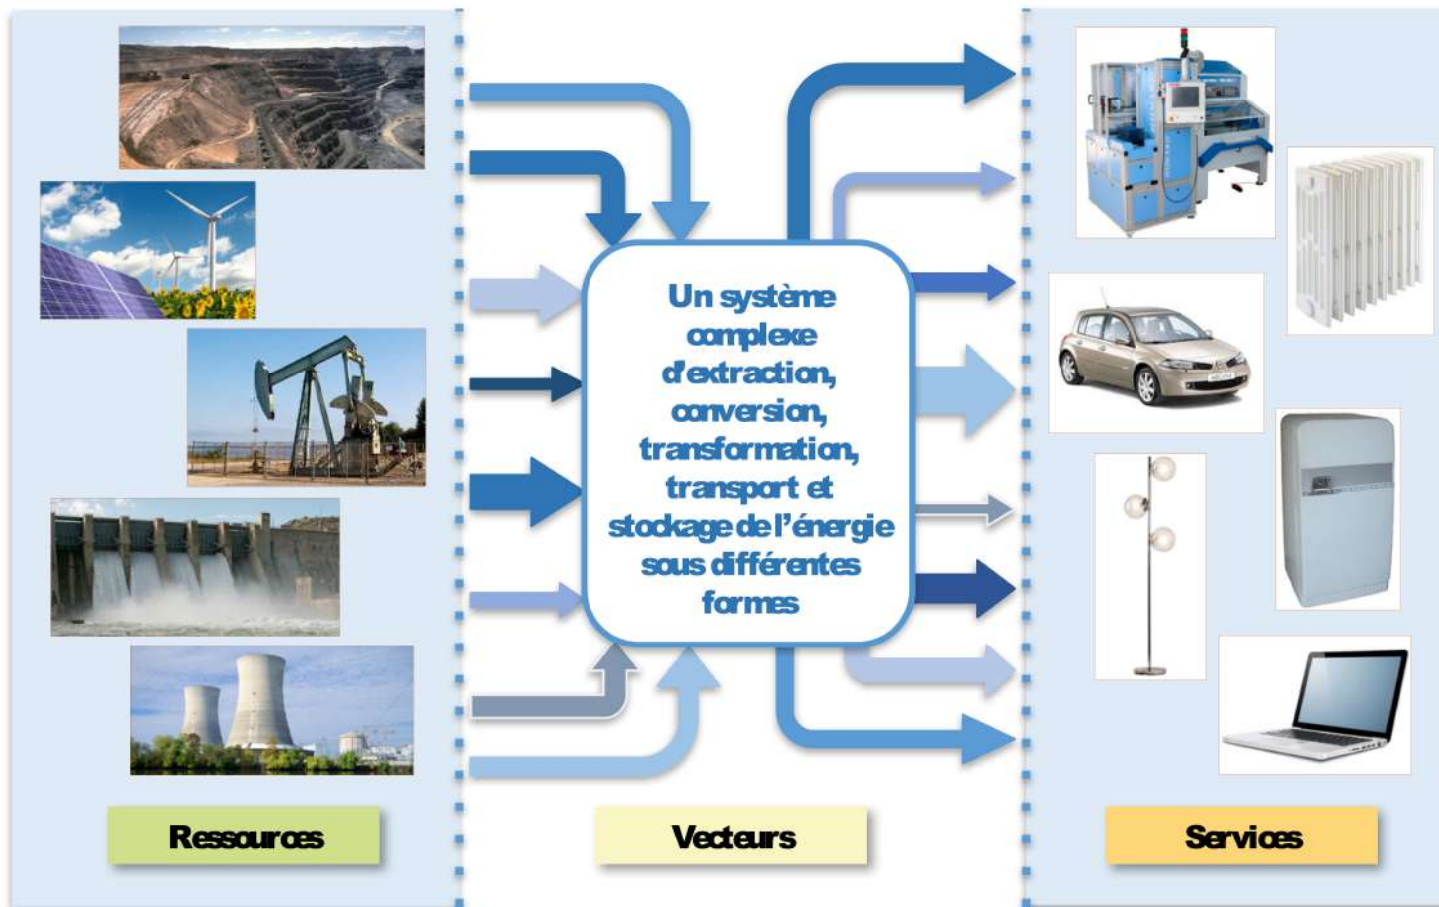 Un système
complexe
d'extraction,
conversion,
transformation,
transport et
stockage de l'énergie
sous différentes
formes
Ressources
Vecteurs
Services